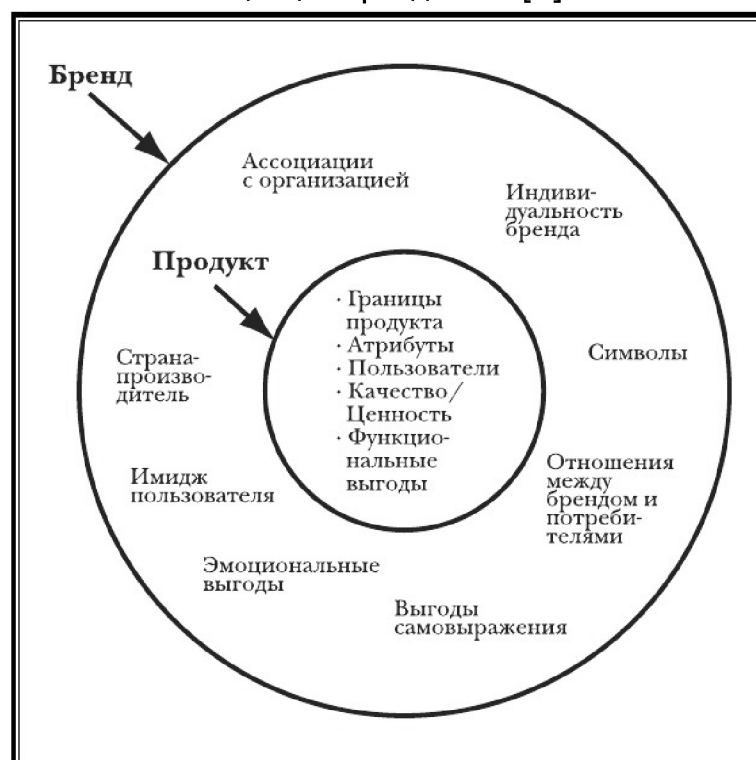 Бренд
Ассоциации
с организацией
Индиви-
дуальность
бренда
Продукт
· Границы
продукта
· Атрибуты
· Пользователи
· Качество/
Ценность
· Функцио-
нальные
выгоды
Страна-
произво-
дитель
Символы
Имидж
пользователя
Отношения
между
брендом и
потреби-
телями
Эмоциональные
выгоды
Выгоды
самовыражения